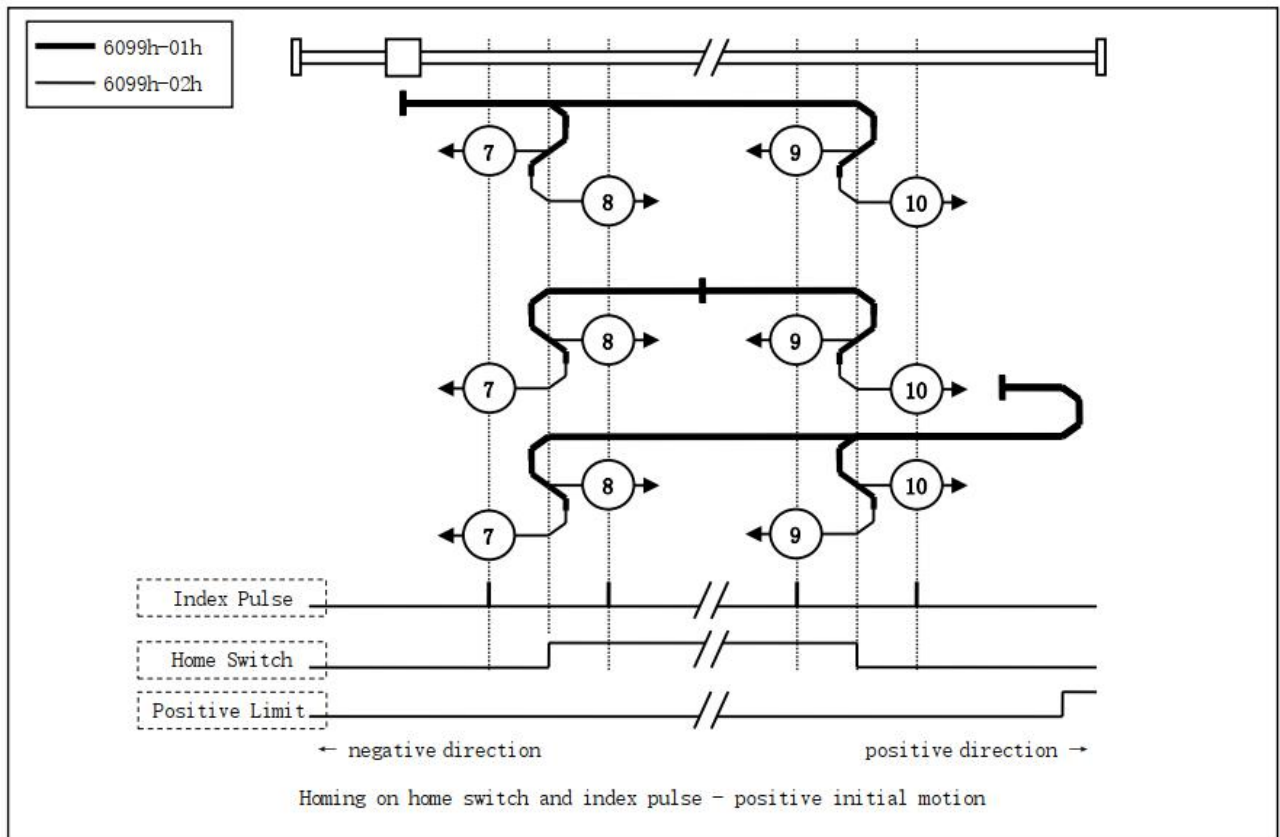 6099h-01h
6099h-02h
7
9
8
10
8
9
7
10
8
10
7
9
Index Pulse
Home Switch
Positive Limit
← negative direction
positive direction →
Homing on home switch and index pulse - positive initial motion